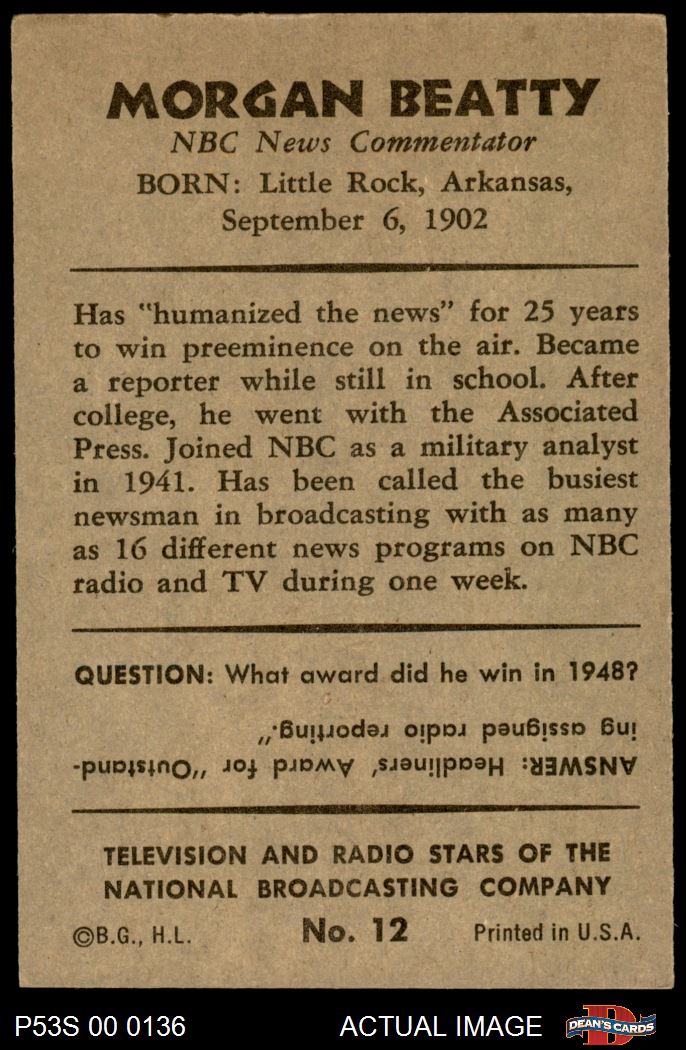 MORGAN BEATTY
NBC News Commentator
BORN: Little Rock, Arkansas,
September 6, 1902
Has "humanized the news" for 25 years
to win preeminence on the air. Became
a reporter while still in school. After
college, he went with the Associated
Press. Joined NBC as a military analyst
in 1941. Has been called the busiest
newsman in broadcasting with as many
as 16 different news programs on NBC
radio and TV during one week.
QUESTION: What award did he win in 1948?
ANSWER: Headliners' Award for "Outstand-
ing assigned radio reporting."
TELEVISION AND RADIO STARS OF THE
NATIONAL BROADCASTING COMPANY
©B.G., H.L. No. 12 Printed in U.S.A.
P53S 00 0136 ACTUAL IMAGE D DEAN'S CARDS